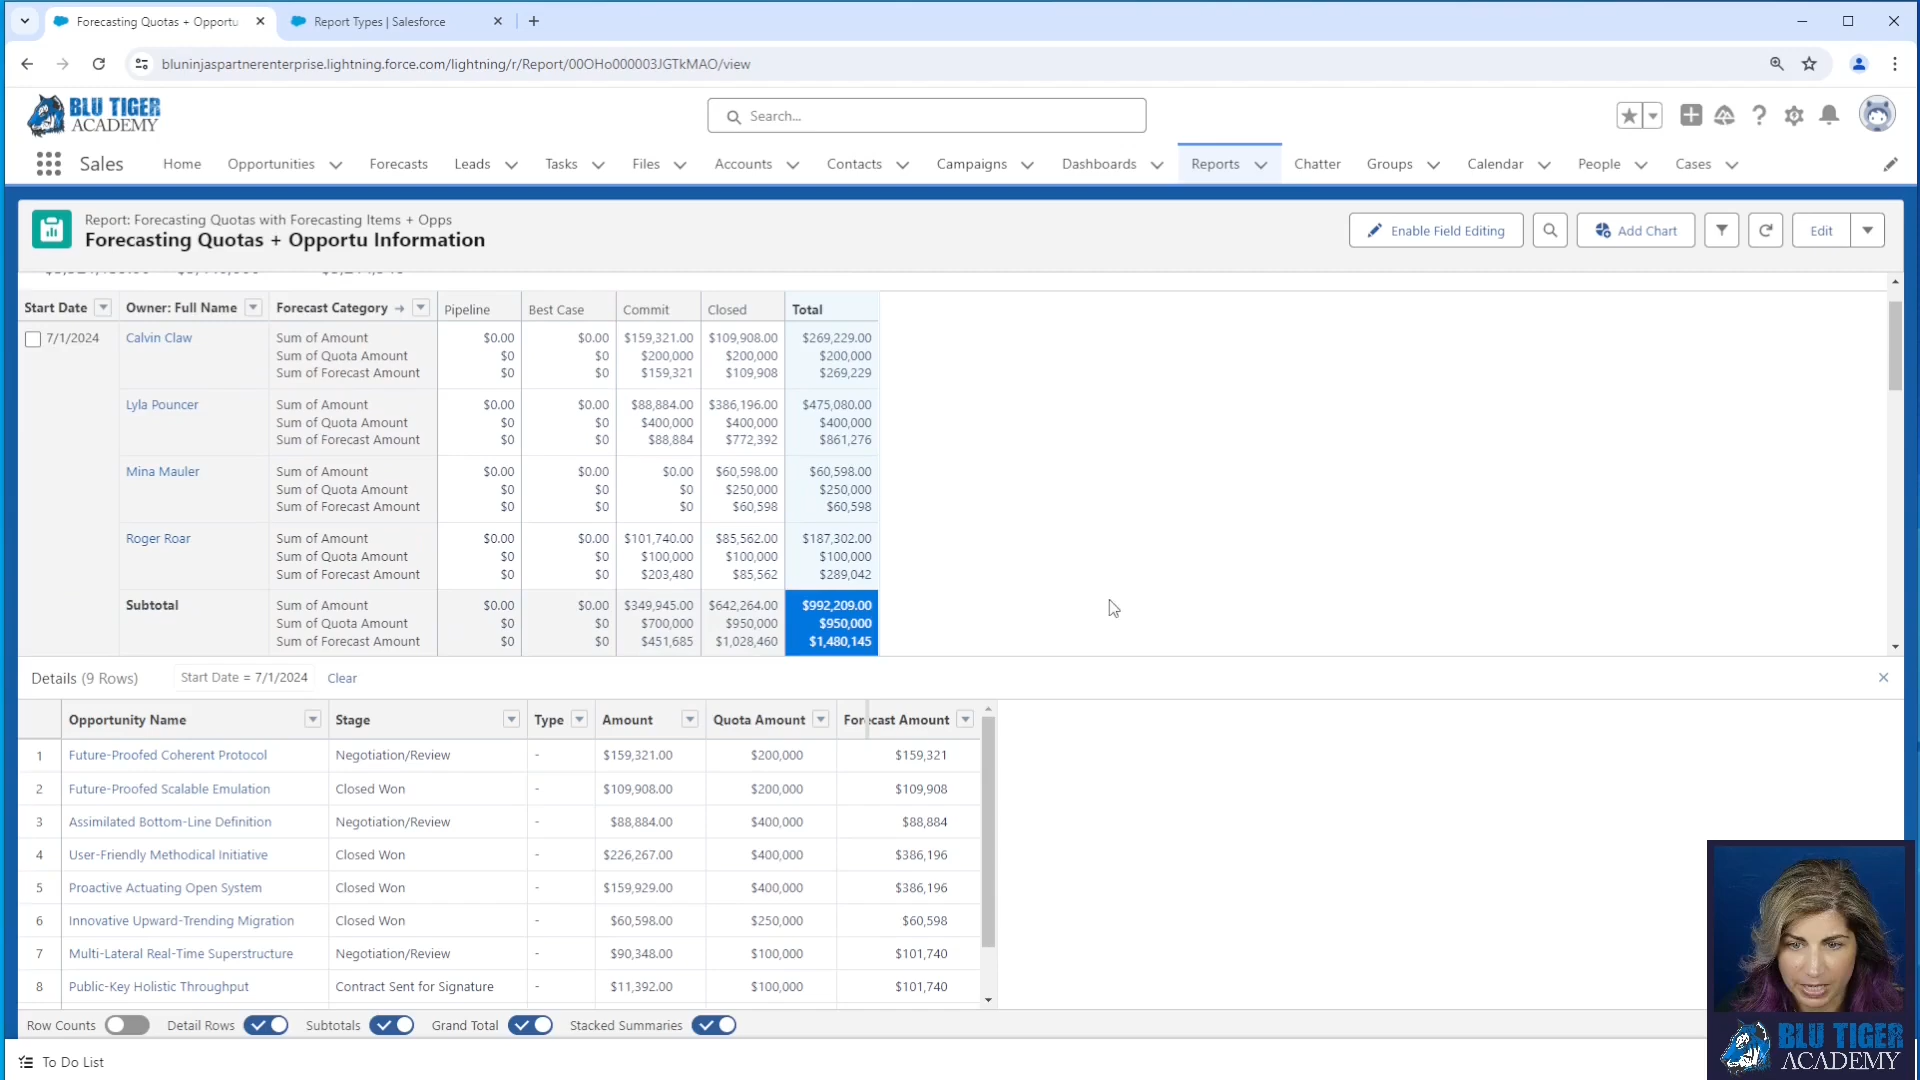 Forecasting Quotas + Opportu
Report Types | Salesforce
bluninjaspartnerenterprise.lightning.force.com/lightning/r/Report/00OHo000003JGTkMAO/view
BLU TIGER
ACADEMY
Search...
Sales Home Opportunities Forecasts Leads Tasks Files Accounts Contacts Campaigns Dashboards Reports Chatter Groups Calendar People Cases
Report: Forecasting Quotas with Forecasting Items + Opps
Forecasting Quotas + Opportu Information
Enable Field Editing Add Chart Edit
Start Date Owner: Full Name Forecast Category → Pipeline Best Case Commit Closed Total
7/1/2024 Calvin Claw Sum of Amount $0.00 $0.00 $159,321.00 $109,908.00 $269,229.00
Sum of Quota Amount $0 $0 $200,000 $200,000 $200,000
Sum of Forecast Amount $0 $0 $159,321 $109,908 $269,229
Lyla Pouncer Sum of Amount $0.00 $0.00 $88,884.00 $386,196.00 $475,080.00
Sum of Quota Amount $0 $0 $400,000 $400,000 $400,000
Sum of Forecast Amount $0 $0 $88,884 $772,392 $861,276
Mina Mauler Sum of Amount $0.00 $0.00 $0.00 $60,598.00 $60,598.00
Sum of Quota Amount $0 $0 $0 $250,000 $250,000
Sum of Forecast Amount $0 $0 $0 $60,598 $60,598
Roger Roar Sum of Amount $0.00 $0.00 $101,740.00 $85,562.00 $187,302.00
Sum of Quota Amount $0 $0 $100,000 $100,000 $100,000
Sum of Forecast Amount $0 $0 $203,480 $85,562 $289,042
Subtotal Sum of Amount $0.00 $0.00 $349,945.00 $642,264.00 $992,209.00
Sum of Quota Amount $0 $0 $700,000 $950,000 $950,000
Sum of Forecast Amount $0 $0 $451,685 $1,028,460 $1,480,145
Details (9 Rows) Start Date = 7/1/2024 Clear
Opportunity Name Stage Type Amount Quota Amount Forecast Amount
1 Future-Proofed Coherent Protocol Negotiation/Review - $159,321.00 $200,000 $159,321
2 Future-Proofed Scalable Emulation Closed Won - $109,908.00 $200,000 $109,908
3 Assimilated Bottom-Line Definition Negotiation/Review - $88,884.00 $400,000 $88,884
4 User-Friendly Methodical Initiative Closed Won - $226,267.00 $400,000 $386,196
5 Proactive Actuating Open System Closed Won - $159,929.00 $400,000 $386,196
6 Innovative Upward-Trending Migration Closed Won - $60,598.00 $250,000 $60,598
7 Multi-Lateral Real-Time Superstructure Negotiation/Review - $90,348.00 $100,000 $101,740
8 Public-Key Holistic Throughput Contract Sent for Signature - $11,392.00 $100,000 $101,740
Row Counts Detail Rows Subtotals Grand Total Stacked Summaries
To Do List
BLU TIGER
ACADEMY